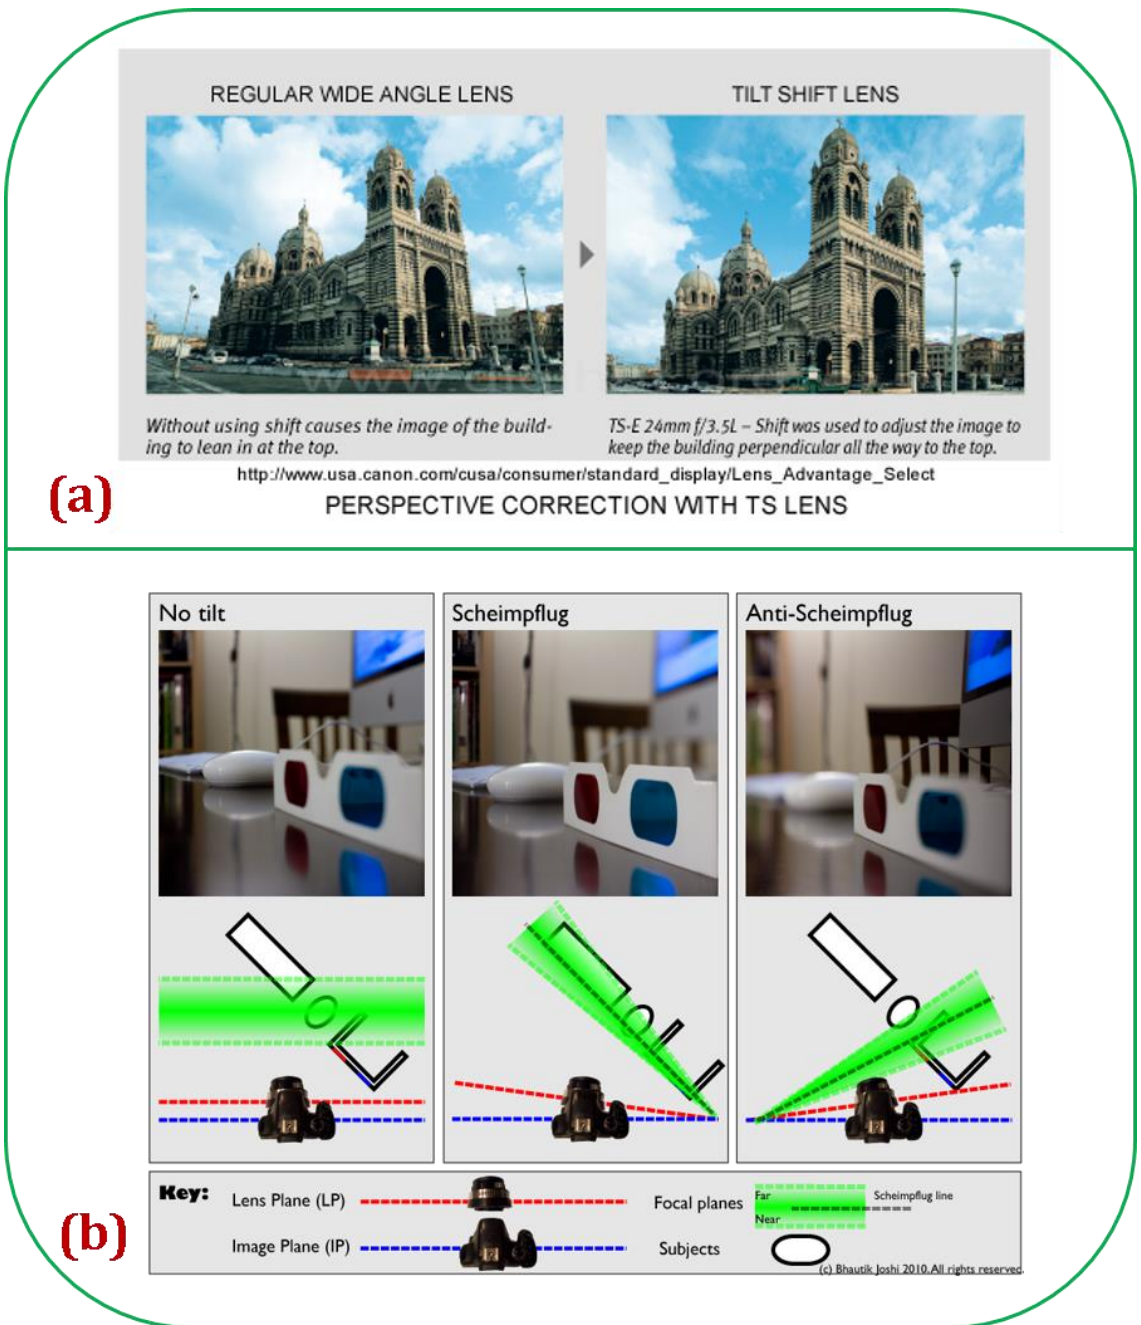 REGULAR WIDE ANGLE LENS
TILT SHIFT LENS
Without using shift causes the image of the build-
ing to lean in at the top.
TS-E 24mm f/3.5L – Shift was used to adjust the image to
keep the building perpendicular all the way to the top.
http://www.usa.canon.com/cusa/consumer/standard_display/Lens_Advantage_Select
(a)
PERSPECTIVE CORRECTION WITH TS LENS
No tilt
Scheimpflug
Anti-Scheimpflug
Key:
Lens Plane (LP)
Focal planes
Far
Near
Scheimpflug line
(b)
Image Plane (IP)
Subjects
(c) Bhautik Joshi 2010. All rights reserved.